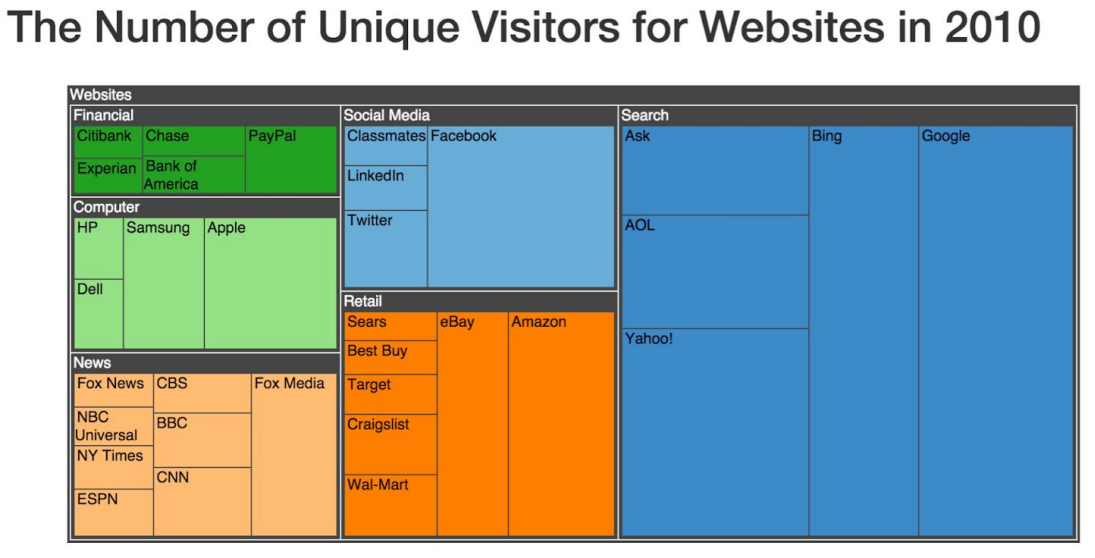 The Number of Unique Visitors for Websites in 2010
Websites
Financial
Citibank
Chase
PayPal
Experian
Bank of
America
Computer
HP
Samsung
Apple
Dell
News
Fox News
CBS
Fox Media
NBC
Universal
BBC
NY Times
CNN
ESPN
Social Media
Classmates
Facebook
LinkedIn
Twitter
Retail
Sears
eBay
Amazon
Best Buy
Target
Craigslist
Wal-Mart
Search
Ask
Bing
Google
AOL
Yahoo!